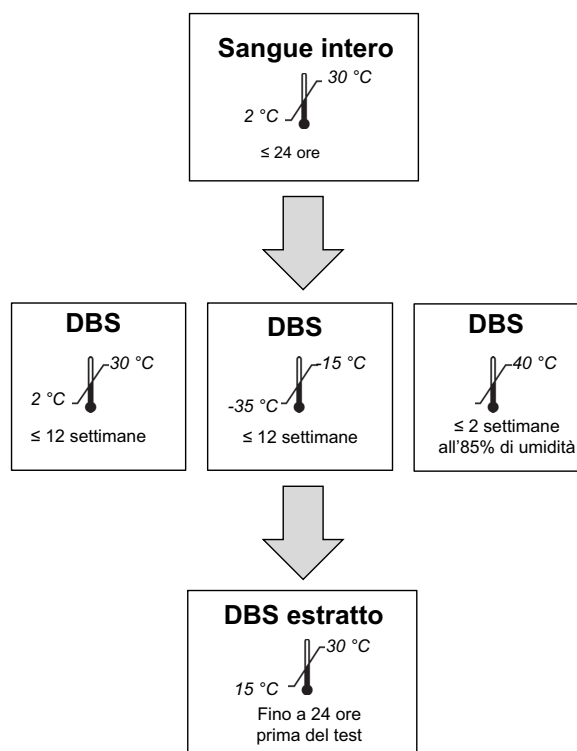 Sangue intero
30 °C
2 °C
≤ 24 ore
DBS
30 °C
2 °C
≤ 12 settimane
DBS
-15 °C
-35 °C
≤ 12 settimane
DBS
40 °C
≤ 2 settimane
all'85% di umidità
DBS estratto
30 °C
15 °C
Fino a 24 ore
prima del test